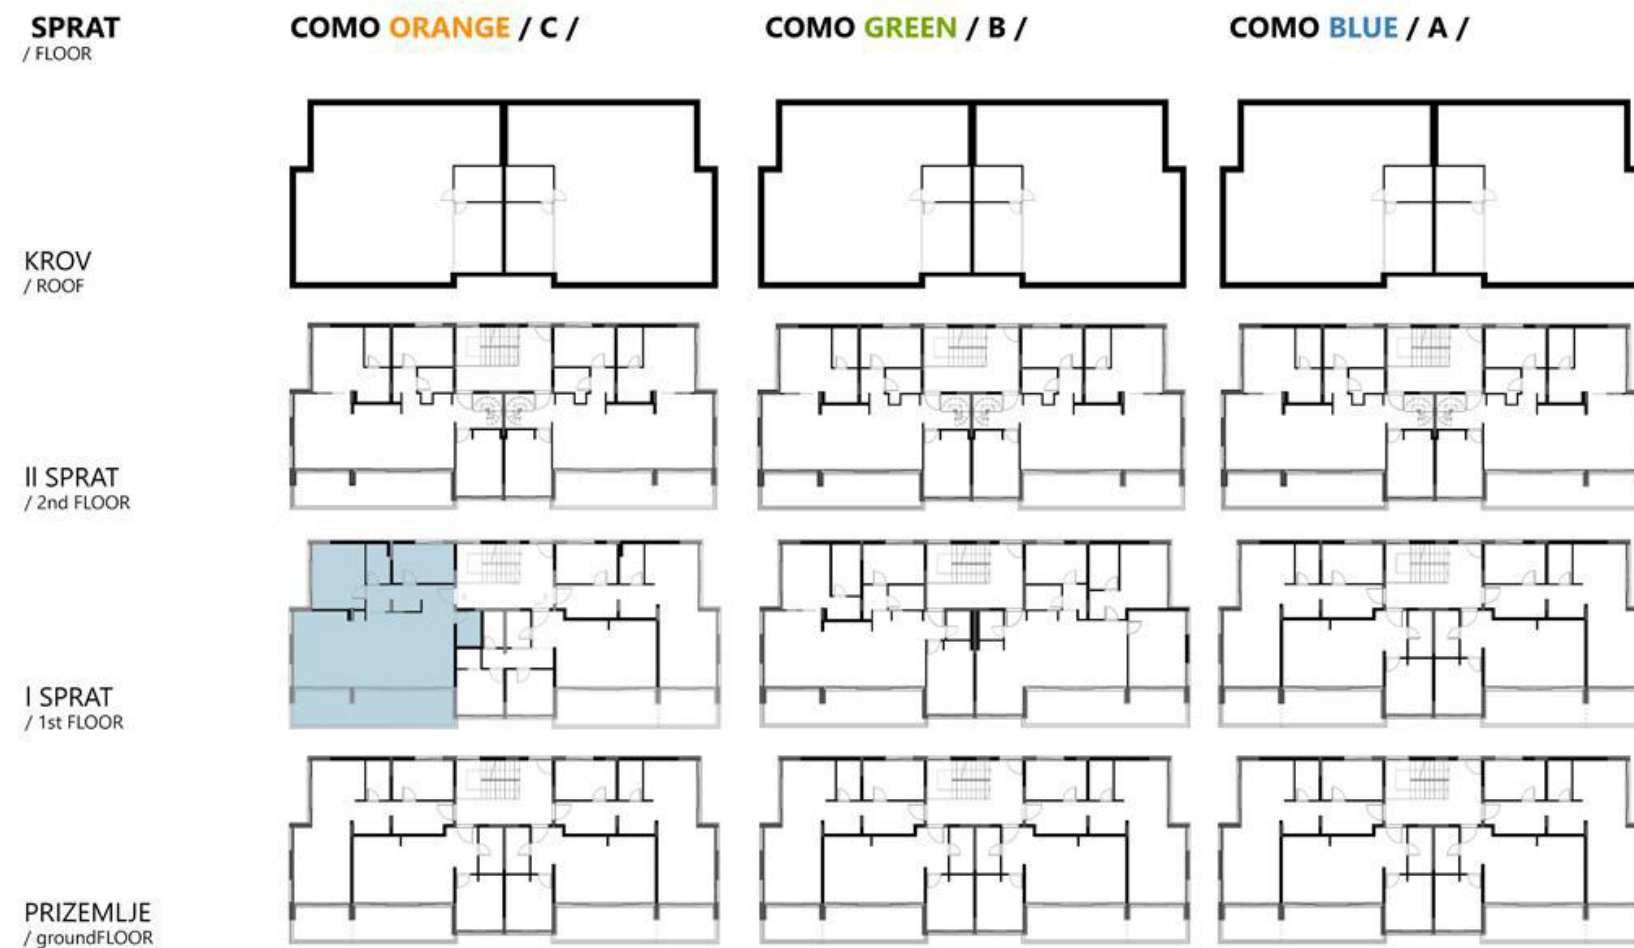 SPRAT
/ FLOOR
COMO ORANGE / C /
COMO GREEN / B /
COMO BLUE / A /
KROV
/ ROOF
II SPRAT
/ 2nd FLOOR
I SPRAT
/ 1st FLOOR
PRIZEMLJE
/ groundFLOOR